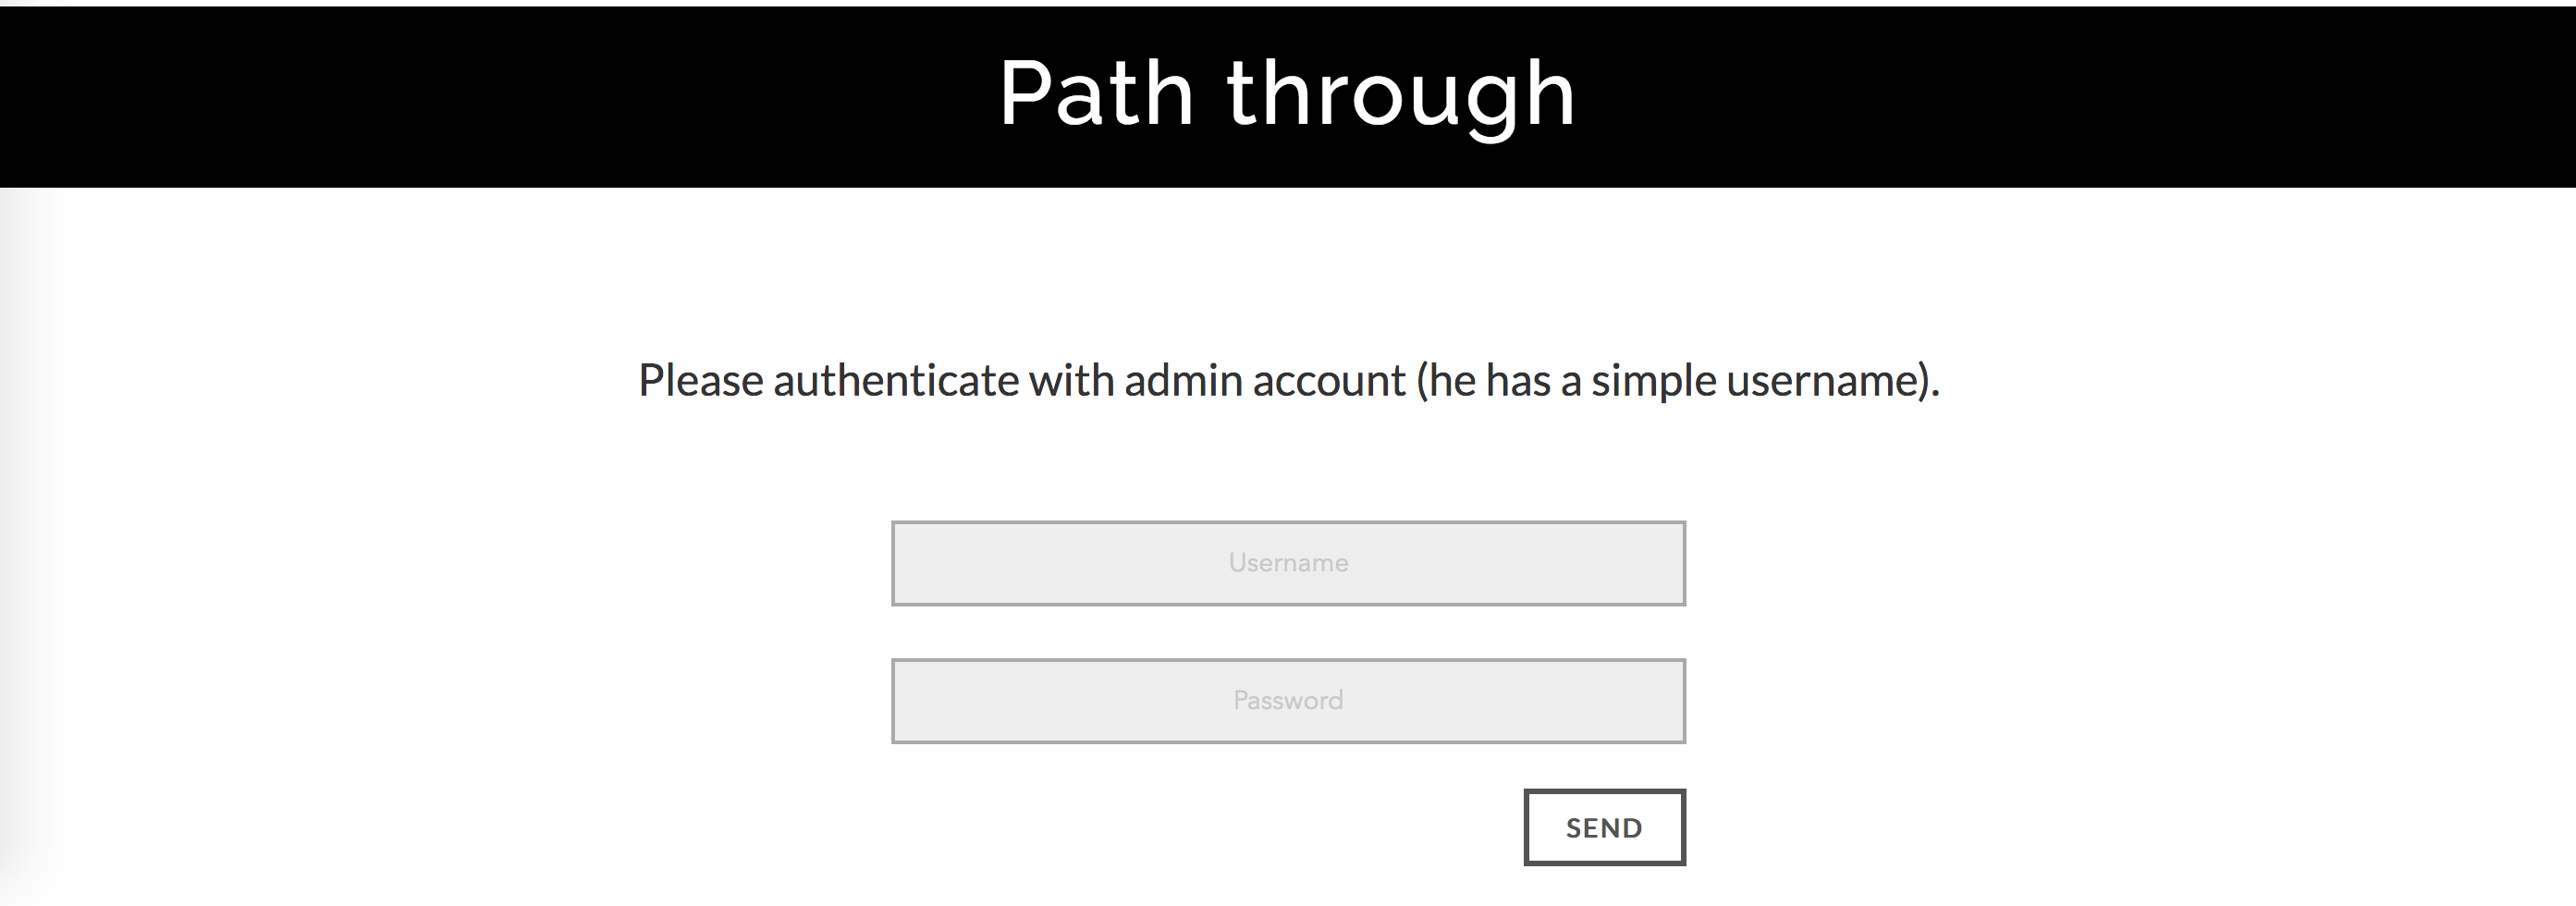 Path through
Please authenticate with admin account (he has a simple username).
Username
Password
SEND